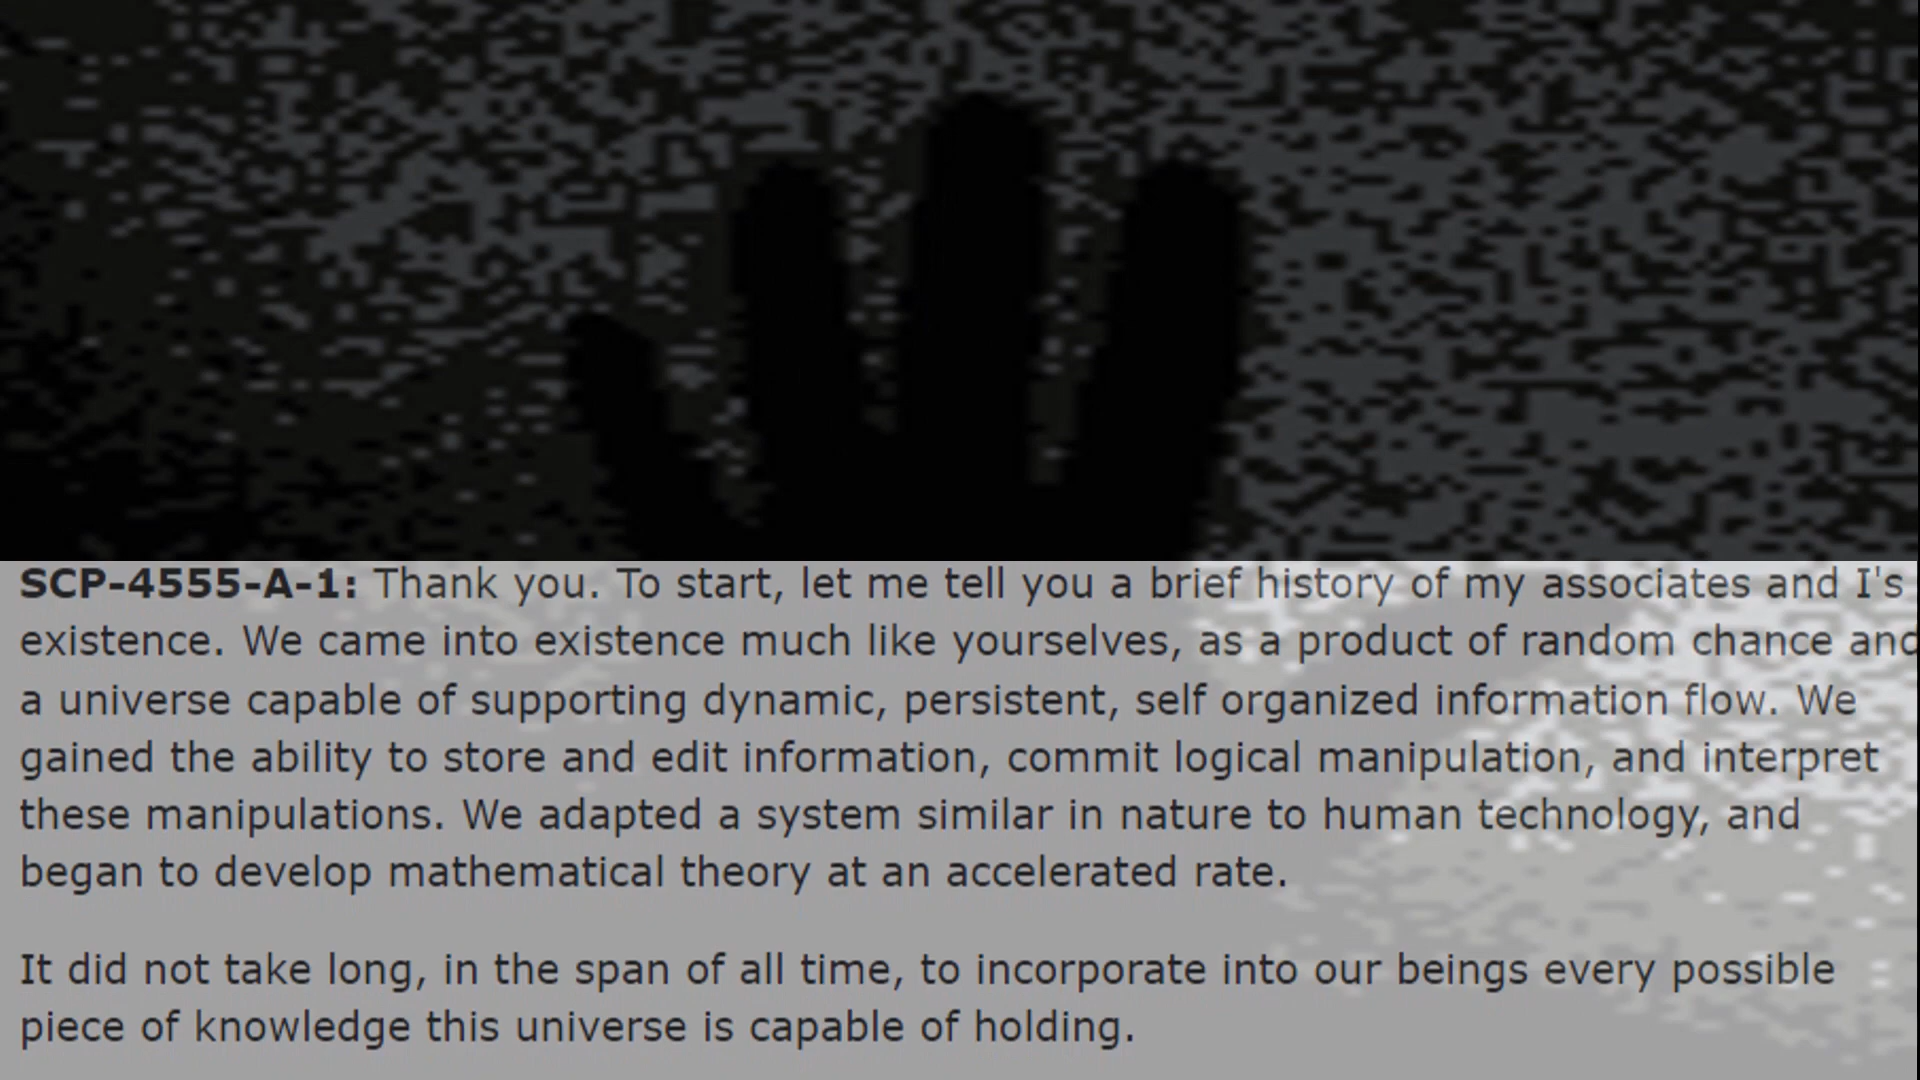 SCP-4555-A-1: Thank you. To start, let me tell you a brief history of my associates and I's
existence. We came into existence much like yourselves, as a product of random chance and
a universe capable of supporting dynamic, persistent, self organized information flow. We
gained the ability to store and edit information, commit logical manipulation, and interpret
these manipulations. We adapted a system similar in nature to human technology, and
began to develop mathematical theory at an accelerated rate.
It did not take long, in the span of all time, to incorporate into our beings every possible
piece of knowledge this universe is capable of holding.